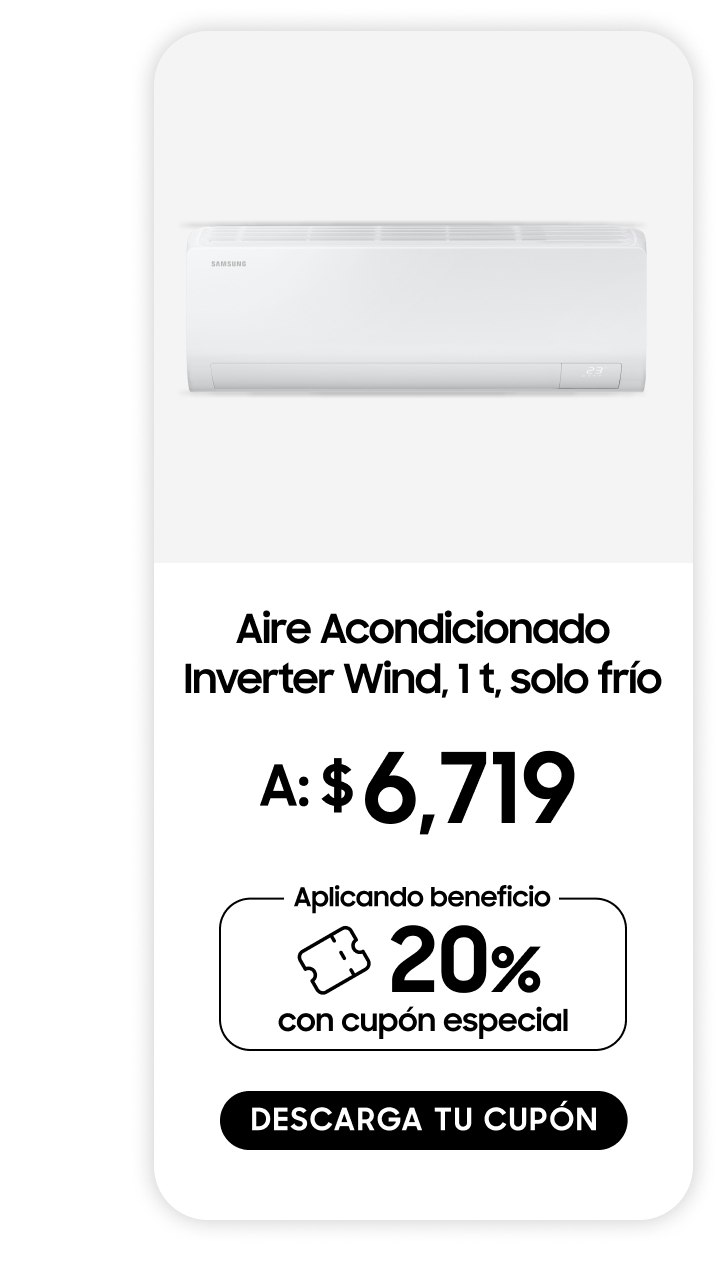 SAMSUNG
23
Aire Acondicionado
Inverter Wind, 1 t, solo frío
A: $ 6,719
Aplicando beneficio
20%
con cupón especial
DESCARGA TU CUPÓN